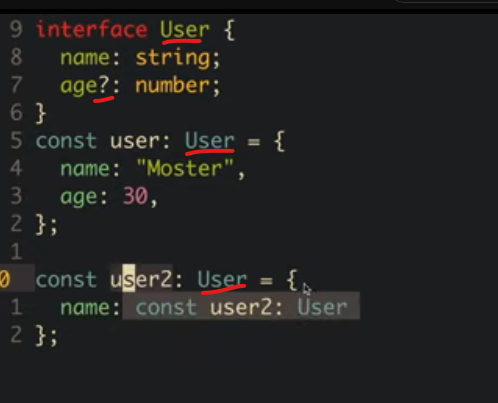 9 interface User {
8 name: string;
7 age?: number;
6 }
5 const user: User = {
4 name: "Moster",
3 age: 30,
2 };
1
0 const user2: User = {
1 name: const user2: User
2 };